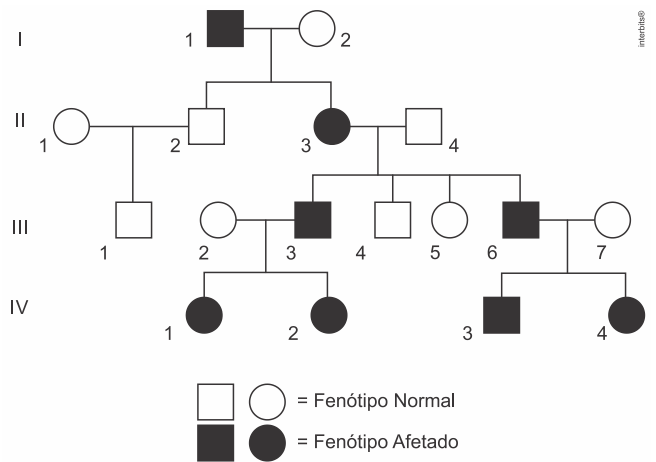 interbits®
I
1
2
II
1
2
3
4
III
1
2
3
4
5
6
7
IV
1
2
3
4
= Fenótipo Normal
= Fenótipo Afetado